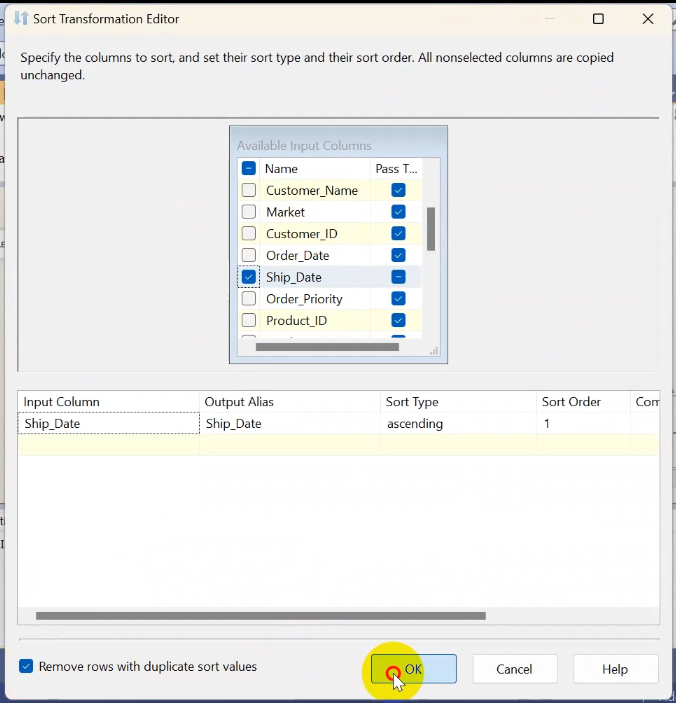 Sort Transformation Editor
Specify the columns to sort, and set their sort type and their sort order. All nonselected columns are copied
unchanged.
Available Input Columns
Name Pass T...
Customer_Name
Market
Customer_ID
Order_Date
Ship_Date
Order_Priority
Product_ID
Input Column Output Alias Sort Type Sort Order Com
Ship_Date Ship_Date ascending 1
Remove rows with duplicate sort values OK Cancel Help